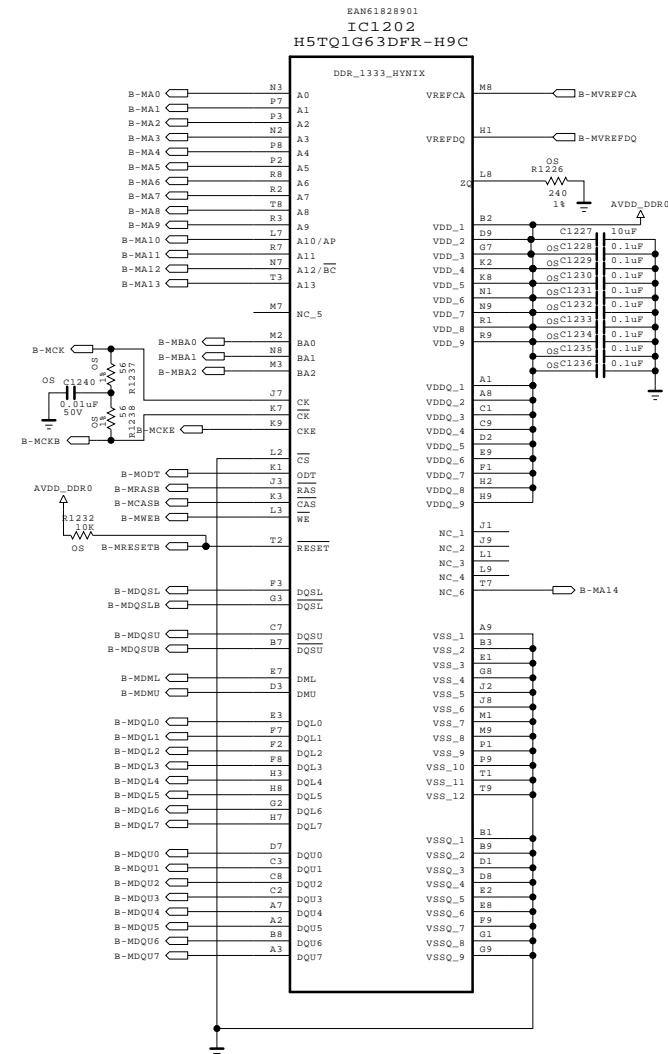 EAN61828901
IC1202
H5TQ1G63DFR-H9C
DDR_1333_HYNIX
B-MA0 N3 A0
B-MA1 P7 A1
B-MA2 P3 A2
B-MA3 N2 A3
B-MA4 P8 A4
B-MA5 P2 A5
B-MA6 R8 A6
B-MA7 R2 A7
B-MA8 T8 A8
B-MA9 R3 A9
B-MA10 L7 A10/AP
B-MA11 R7 A11
B-MA12 N7 A12/BC
B-MA13 T3 A13
M7 NC_5
B-MBA0 M2 BA0
B-MBA1 N8 BA1
B-MBA2 M3 BA2
B-MCK
OS 1% 56 R1237
OS C1240
0.01uF
50V
OS 1% 56 R1238
B-MCKB
J7 CK
K7 CK
B-MCKE K9 CKE
L2 CS
B-MODT K1 ODT
B-MRASB J3 RAS
B-MCASB K3 CAS
B-MWEB L3 WE
AVDD_DDR0
R1232
10K
OS
B-MRESETB T2 RESET
B-MDQSL F3 DQSL
B-MDQSLB G3 DQSL
B-MDQSU C7 DQSU
B-MDQSUB B7 DQSU
B-MDML E7 DML
B-MDMU D3 DMU
B-MDQL0 E3 DQL0
B-MDQL1 F7 DQL1
B-MDQL2 F2 DQL2
B-MDQL3 F8 DQL3
B-MDQL4 H3 DQL4
B-MDQL5 H8 DQL5
B-MDQL6 G2 DQL6
B-MDQL7 H7 DQL7
B-MDQU0 D7 DQU0
B-MDQU1 C3 DQU1
B-MDQU2 C8 DQU2
B-MDQU3 C2 DQU3
B-MDQU4 A7 DQU4
B-MDQU5 A2 DQU5
B-MDQU6 B8 DQU6
B-MDQU7 A3 DQU7
VREFCA M8 B-MVREFCA
VREFDQ H1 B-MVREFDQ
OS
R1226
ZQ L8
240
1%
AVDD_DDR0
VDD_1 B2
VDD_2 D9
VDD_3 G7
VDD_4 K2
VDD_5 K8
VDD_6 N1
VDD_7 N9
VDD_8 R1
VDD_9 R9
C1227 10uF
OS C1228 0.1uF
OS C1229 0.1uF
OS C1230 0.1uF
OS C1231 0.1uF
OS C1232 0.1uF
OS C1233 0.1uF
OS C1234 0.1uF
OS C1235 0.1uF
OS C1236 0.1uF
VDDQ_1 A1
VDDQ_2 A8
VDDQ_3 C1
VDDQ_4 C9
VDDQ_5 D2
VDDQ_6 E9
VDDQ_7 F1
VDDQ_8 H2
VDDQ_9 H9
NC_1 J1
NC_2 J9
NC_3 L1
NC_4 L9
NC_6 T7 B-MA14
VSS_1 A9
VSS_2 B3
VSS_3 E1
VSS_4 G8
VSS_5 J2
VSS_6 J8
VSS_7 M1
VSS_8 M9
VSS_9 P1
VSS_10 P9
VSS_11 T1
VSS_12 T9
VSSQ_1 B1
VSSQ_2 B9
VSSQ_3 D1
VSSQ_4 D8
VSSQ_5 E2
VSSQ_6 E8
VSSQ_7 F9
VSSQ_8 G1
VSSQ_9 G9